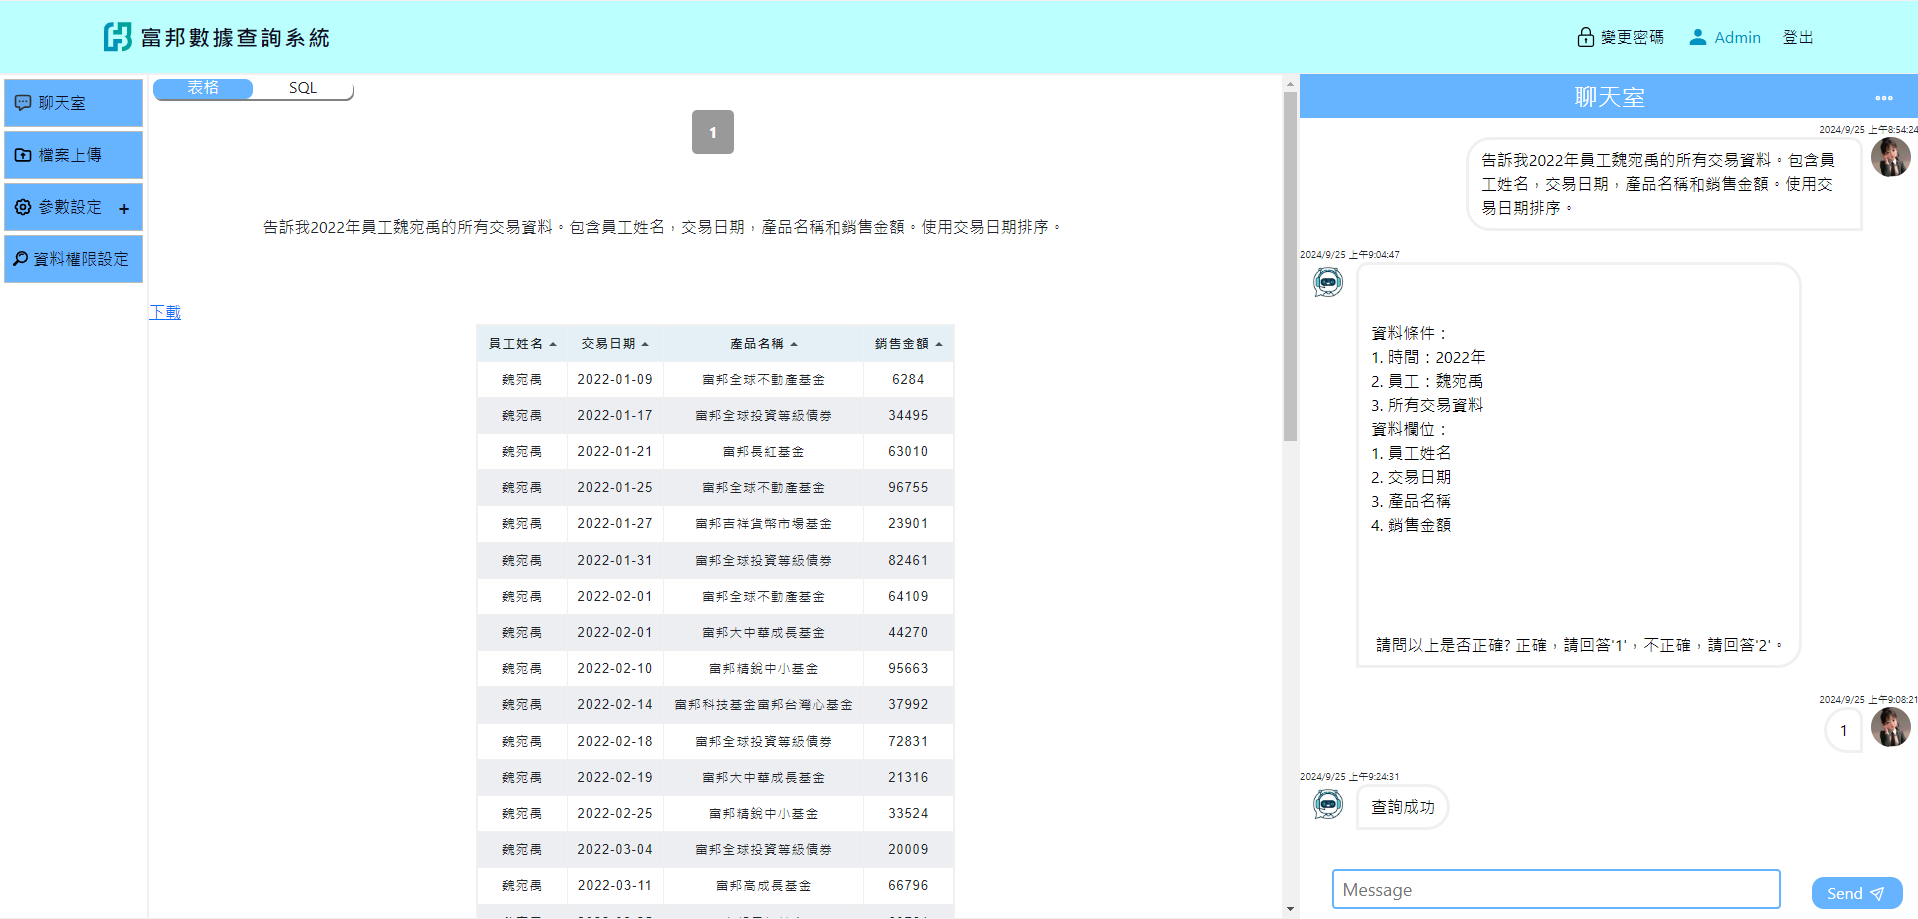 富邦數據查詢系統
變更密碼
Admin
登出
聊天室
檔案上傳
參數設定 +
資料權限設定
表格
SQL
1
告訴我2022年員工魏宛禹的所有交易資料。包含員工姓名，交易日期，產品名稱和銷售金額。使用交易日期排序。
下載
員工姓名 交易日期 產品名稱 銷售金額
魏宛禹 2022-01-09 富邦全球不動產基金 6284
魏宛禹 2022-01-17 富邦全球投資等級債券 34495
魏宛禹 2022-01-21 富邦長紅基金 63010
魏宛禹 2022-01-25 富邦全球不動產基金 96755
魏宛禹 2022-01-27 富邦吉祥貨幣市場基金 23901
魏宛禹 2022-01-31 富邦全球投資等級債券 82461
魏宛禹 2022-02-01 富邦全球不動產基金 64109
魏宛禹 2022-02-01 富邦大中華成長基金 44270
魏宛禹 2022-02-10 富邦精銳中小基金 95663
魏宛禹 2022-02-14 富邦科技基金富邦台灣心基金 37992
魏宛禹 2022-02-18 富邦全球投資等級債券 72831
魏宛禹 2022-02-19 富邦大中華成長基金 21316
魏宛禹 2022-02-25 富邦精銳中小基金 33524
魏宛禹 2022-03-04 富邦全球投資等級債券 20009
魏宛禹 2022-03-11 富邦高成長基金 66796
聊天室
2024/9/25 上午8:54:24
告訴我2022年員工魏宛禹的所有交易資料。包含員
工姓名，交易日期，產品名稱和銷售金額。使用交
易日期排序。
2024/9/25 上午9:04:47
資料條件：
1. 時間：2022年
2. 員工：魏宛禹
3. 所有交易資料
資料欄位：
1. 員工姓名
2. 交易日期
3. 產品名稱
4. 銷售金額
請問以上是否正確? 正確，請回答'1'，不正確，請回答'2'。
2024/9/25 上午9:08:21
1
2024/9/25 上午9:24:31
查詢成功
Message
Send